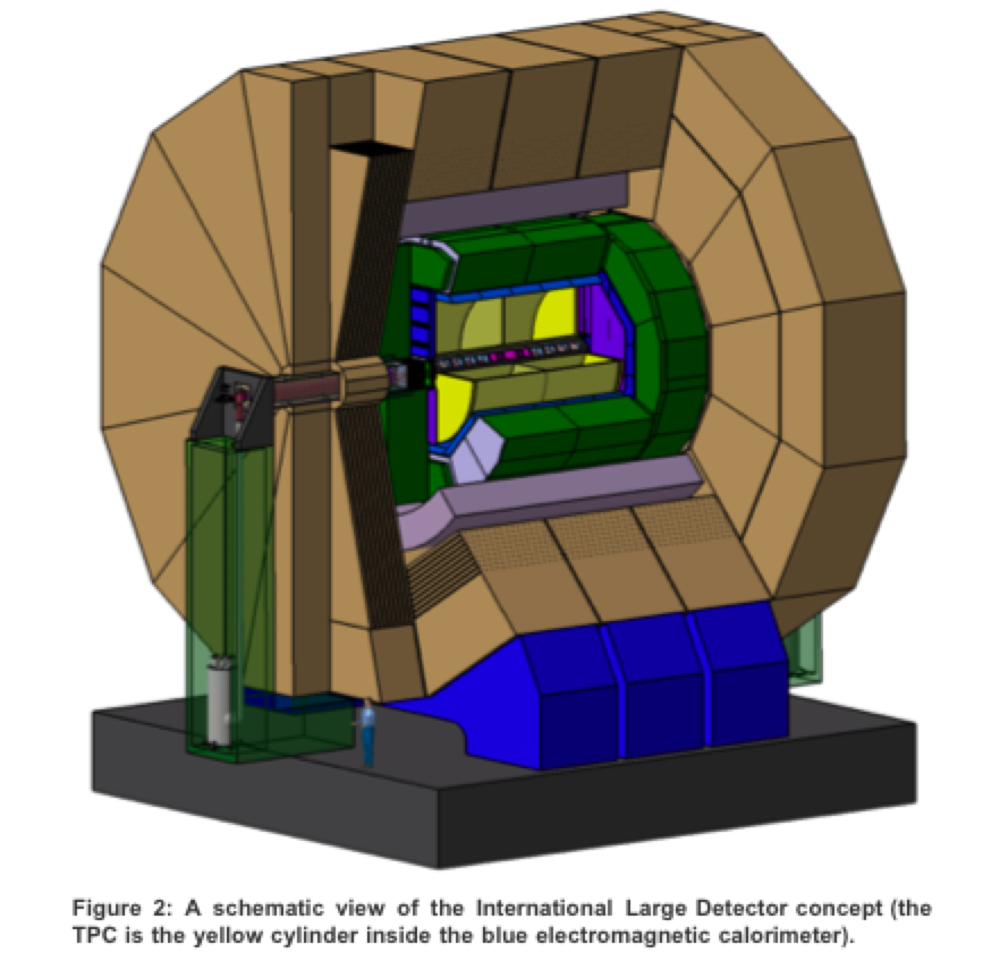 Figure 2: A schematic view of the International Large Detector concept (the
TPC is the yellow cylinder inside the blue electromagnetic calorimeter).